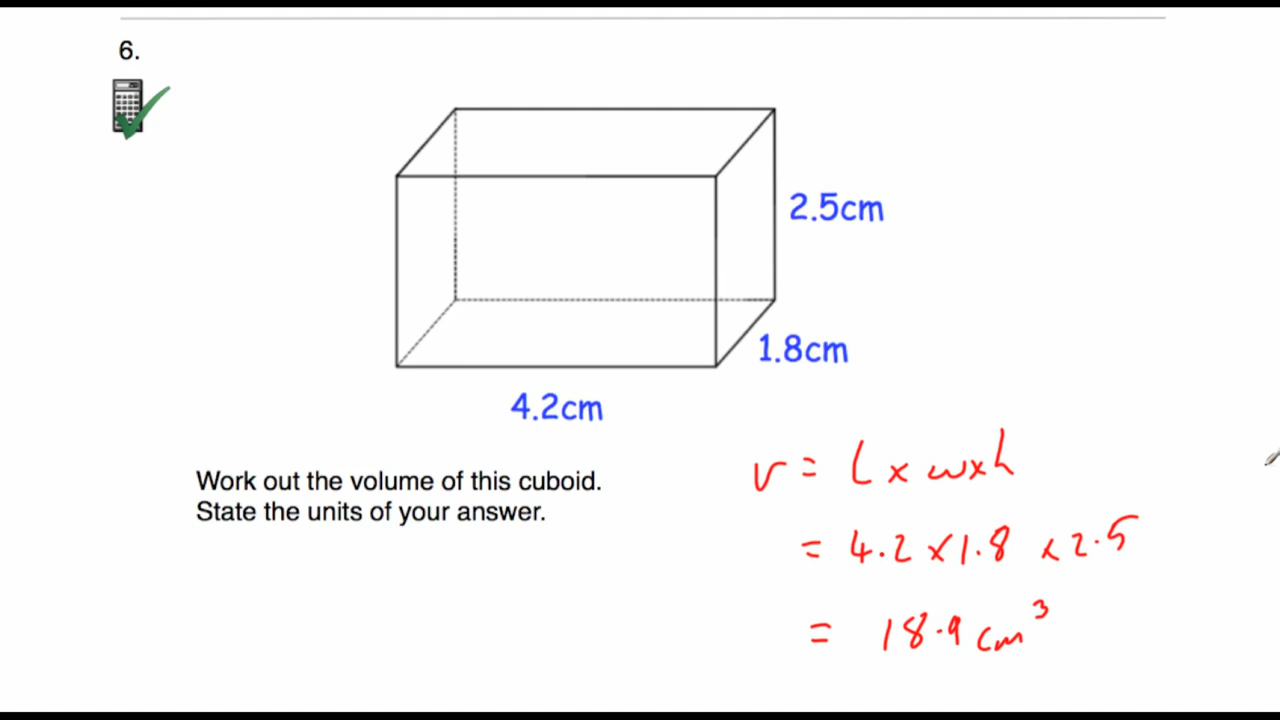 6.
2.5cm
1.8cm
4.2cm
Work out the volume of this cuboid.
State the units of your answer.
V = l x w x h
= 4.2 x 1.8 x 2.5
= 18.9 cm³